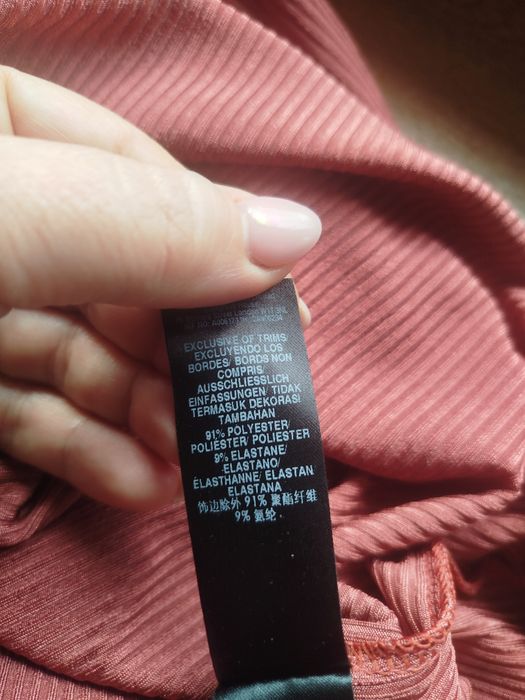 EXCLUSIVE OF TRIMS
EXCLUYENDO LOS
BORDES/ BORDS NON
COMPRIS
AUSSCHLIESSLICH
EINFASSUNGEN/ TIDAK
TERMASUK DEKORASI
TAMBAHAN
91% POLYESTER/
POLIESTER/ POLIESTER
9% ELASTANE/
ELASTANO/
ÉLASTHANNE/ ELASTAN
ELASTANA
饰边除外 91% 聚酯纤维
9% 氨纶